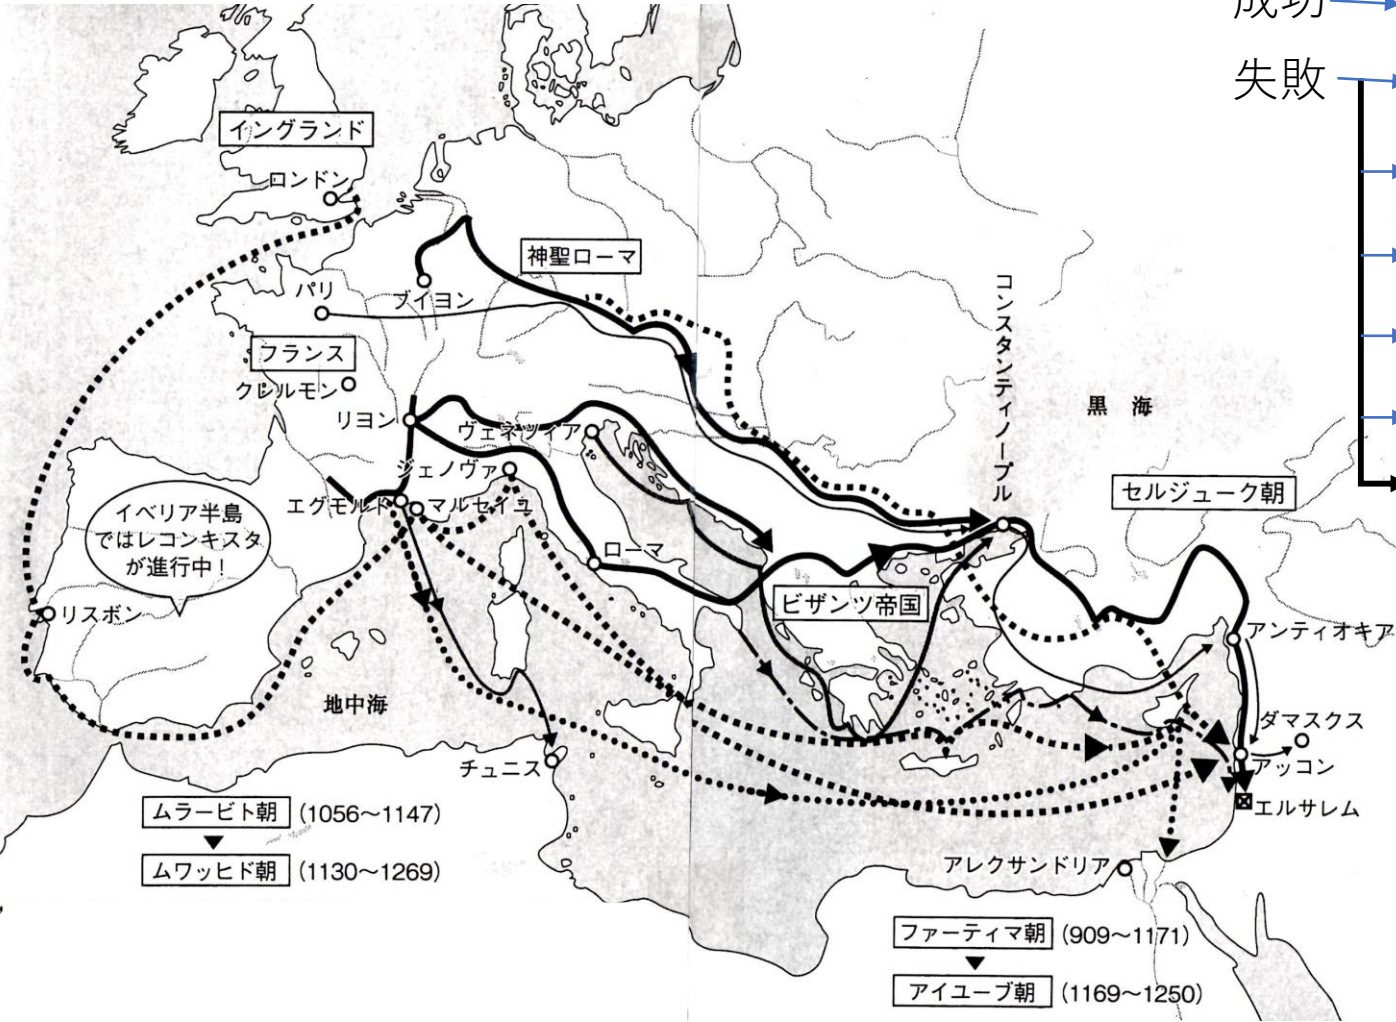 成功
失敗
イングランド
ロンドン
神聖ローマ
パリ
ブイヨン
フランス
クレルモン
リヨン
ヴェネツィア
ジェノヴァ
エグモルト
マルセイユ
コンスタンティノープル
黒 海
セルジューク朝
イベリア半島
ではレコンキスタ
が進行中!
ローマ
ビザンツ帝国
リスボン
アンティオキア
地中海
ダマスクス
チュニス
アッコン
エルサレム
ムラービト朝 (1056〜1147)
ムワッヒド朝 (1130〜1269)
アレクサンドリア
ファーティマ朝 (909〜1171)
アイユーブ朝 (1169〜1250)